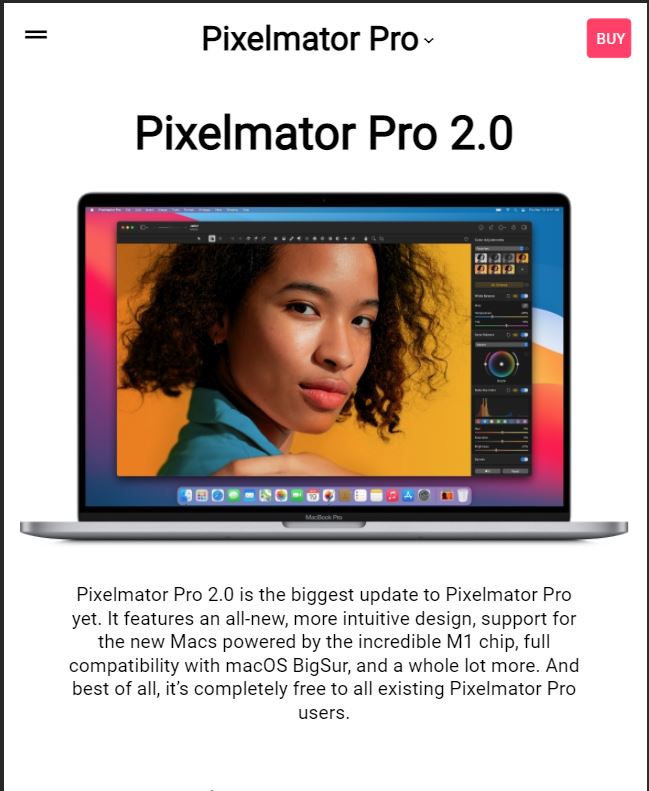 Pixelmator Pro
BUY
Pixelmator Pro 2.0
MacBook Pro
Pixelmator Pro 2.0 is the biggest update to Pixelmator Pro
yet. It features an all-new, more intuitive design, support for
the new Macs powered by the incredible M1 chip, full
compatibility with macOS BigSur, and a whole lot more. And
best of all, it’s completely free to all existing Pixelmator Pro
users.